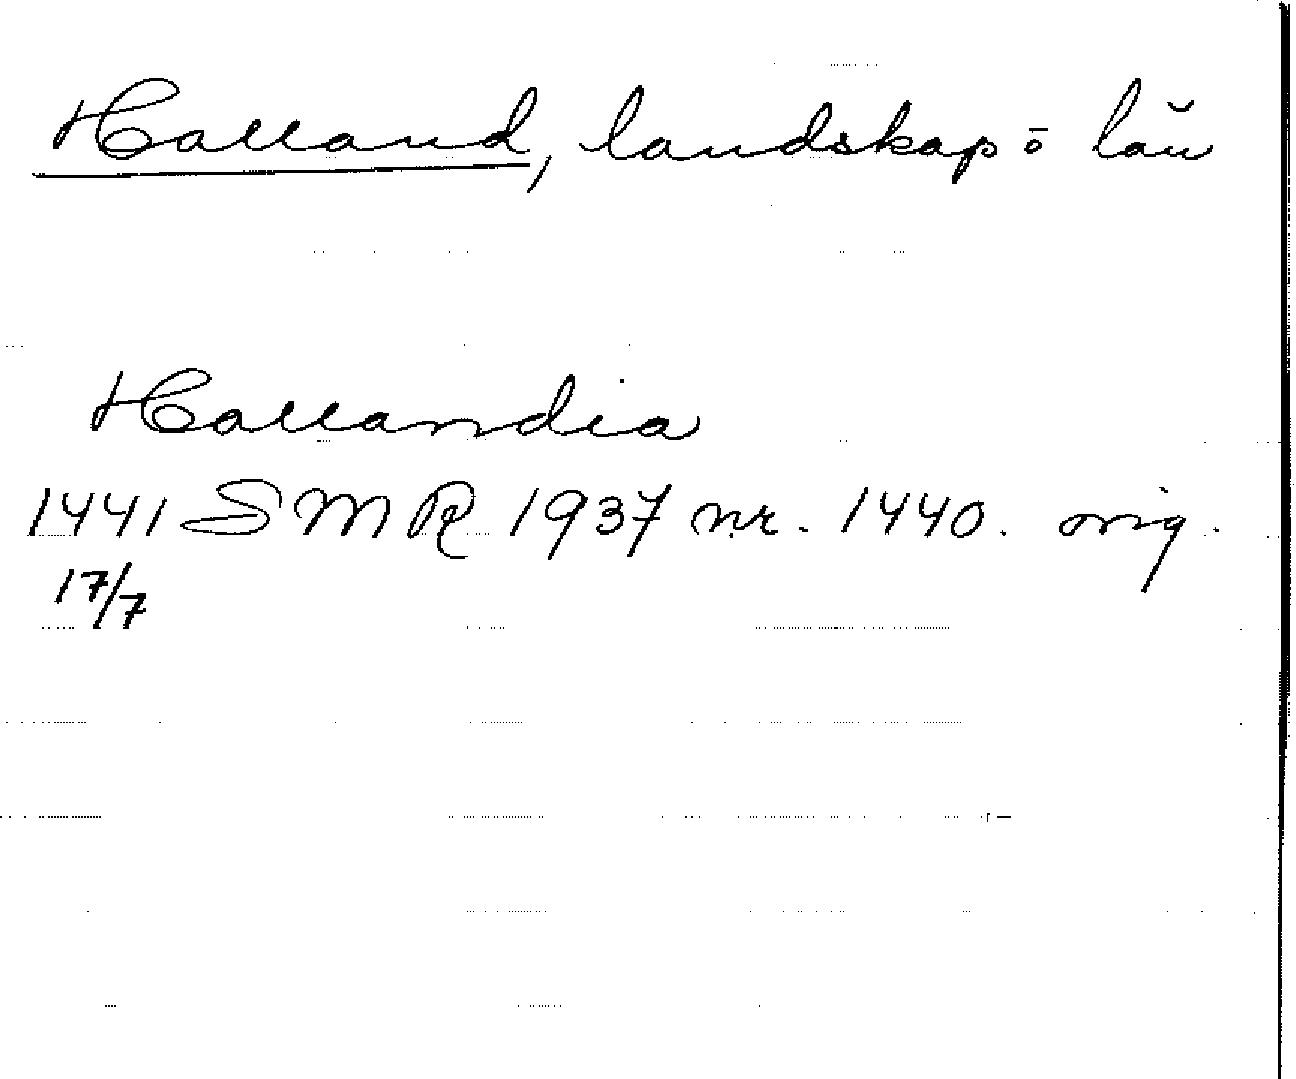 Halland, landskap ō län
Hallandia
1441 SMR 1937 nr. 1440. orig.
17/7